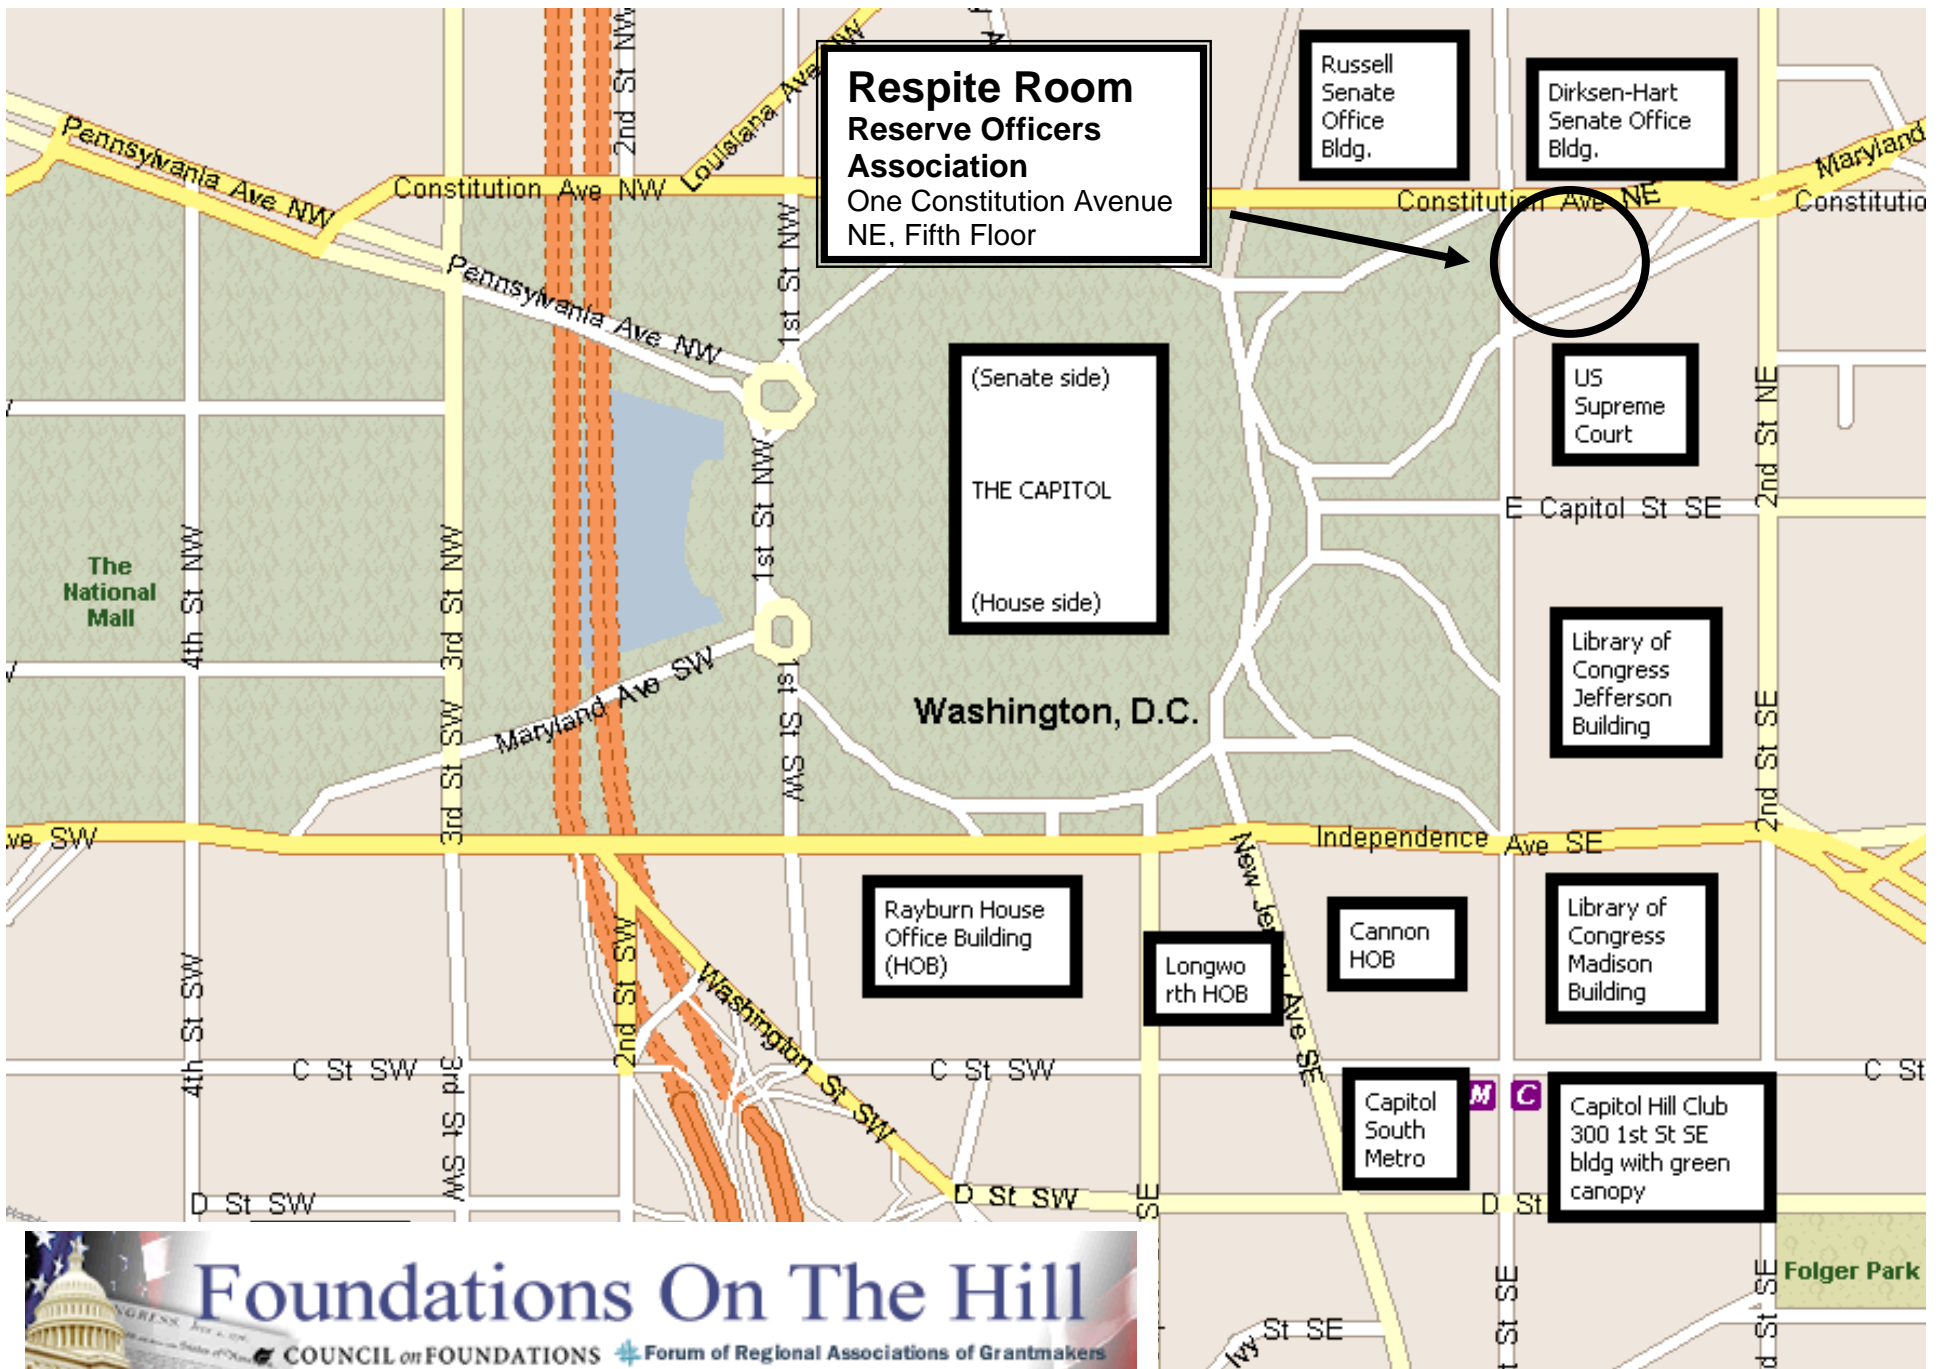 Respite Room
Reserve Officers
Association
One Constitution Avenue
NE, Fifth Floor
Russell
Senate
Office
Bldg.
Dirksen-Hart
Senate Office
Bldg.
2nd St NW
Louisiana Ave NW
Pennsylvania Ave NW
Constitution Ave NW
Constitution Ave NE
Maryland
Constitutio
Pennsylvania Ave NW
1st St NW
(Senate side)
THE CAPITOL
(House side)
US
Supreme
Court
2nd St NE
E Capitol St SE
1st St NW
The
National
Mall
4th St NW
3rd St NW
Library of
Congress
Jefferson
Building
Maryland Ave SW
1st St SW
Washington, D.C.
3rd St SW
2nd St SE
ve SW
Independence Ave SE
New Je
Ave SE
Rayburn House
Office Building
(HOB)
Longwo
rth HOB
Cannon
HOB
Library of
Congress
Madison
Building
4th St SW
2nd St SW
Washington St SW
C St SW
C St SW
C St
3rd St SW
Capitol
South
Metro
M C
Capitol Hill Club
300 1st St SE
bldg with green
canopy
D St SW
D St SW
SE
D St
Folger Park
St SE
d St SE
Ivy St SE
Foundations On The Hill
COUNCIL on FOUNDATIONS Forum of Regional Associations of Grantmakers